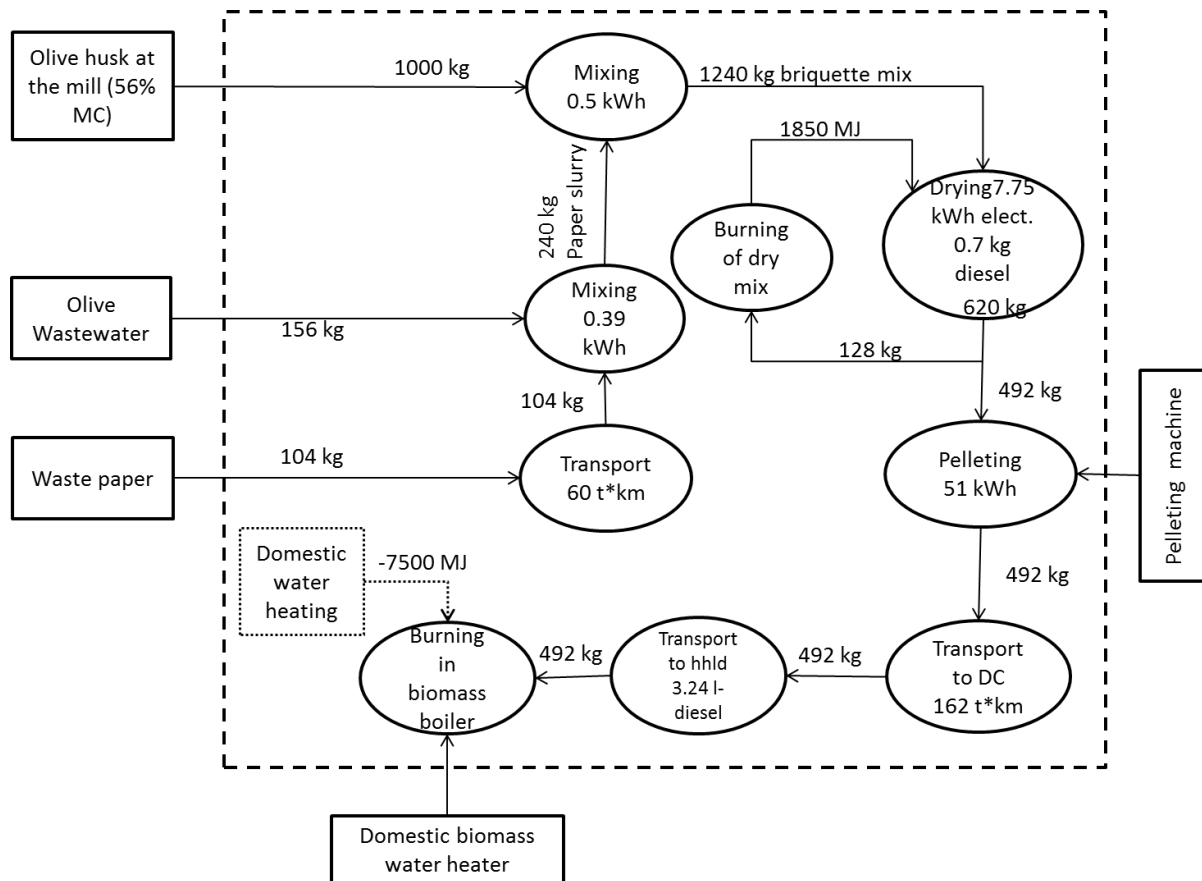 Olive husk at
the mill (56%
MC)
1000 kg
Mixing
0.5 kWh
1240 kg briquette mix
1850 MJ
240 kg
Paper slurry
Burning
of dry
mix
Drying7.75
kWh elect.
0.7 kg
diesel
620 kg
Olive
Wastewater
156 kg
Mixing
0.39
kWh
128 kg
104 kg
492 kg
Waste paper
104 kg
Transport
60 t*km
Pelleting
51 kWh
Pelleting machine
Domestic
water
heating
-7500 MJ
492 kg
Burning
in
biomass
boiler
492 kg
Transport
to hhld
3.24 l-
diesel
492 kg
Transport
to DC
162 t*km
Domestic biomass
water heater